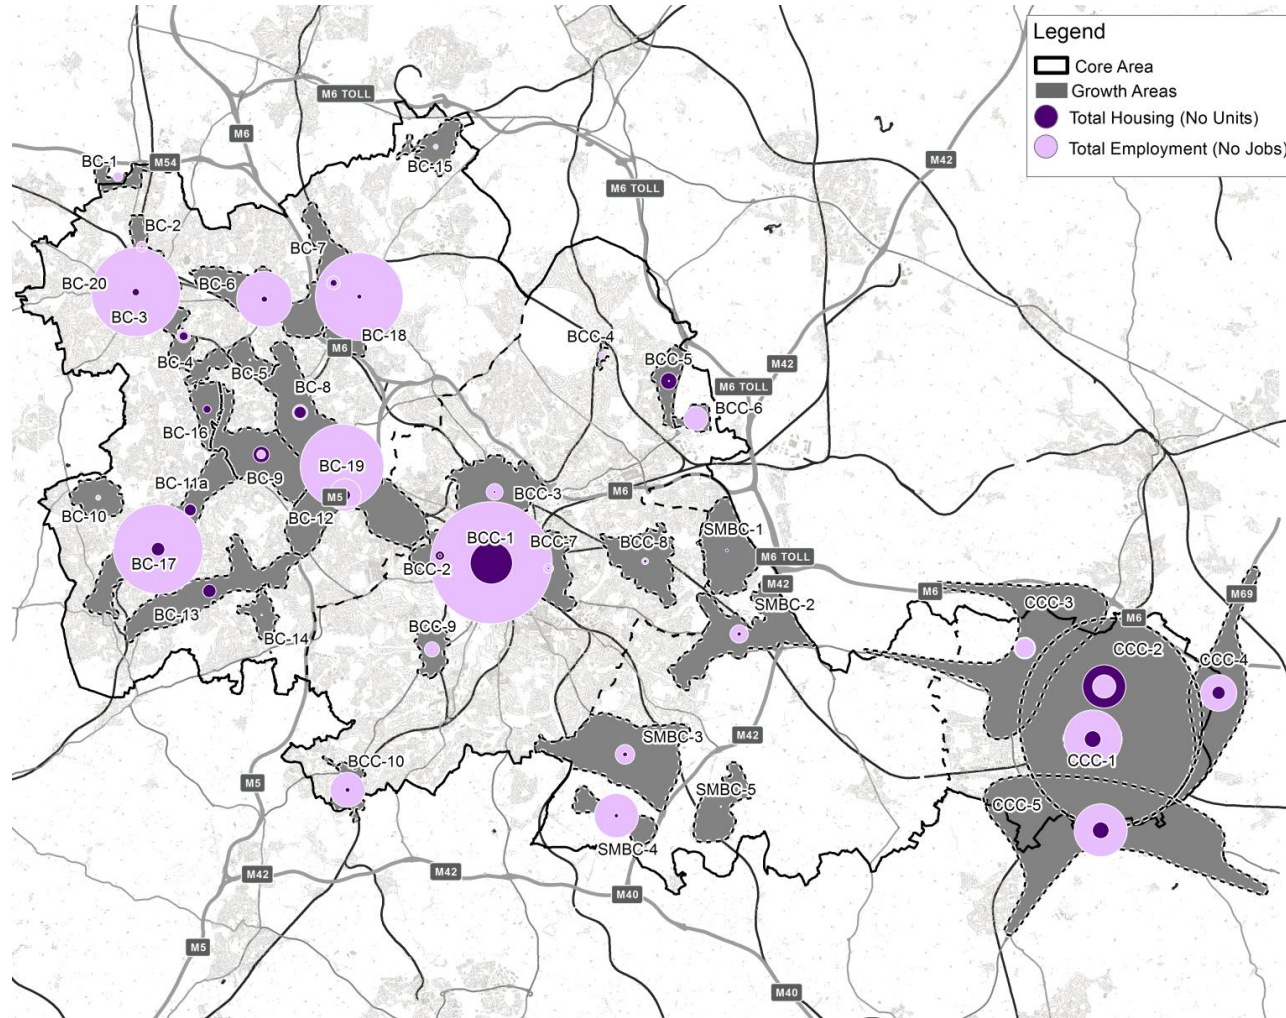 Legend
Core Area
Growth Areas
Total Housing (No Units)
Total Employment (No Jobs)
M6 TOLL
M6
M42
BC-1
M54
BC-15
M6 TOLL
BC-2
BC-7
BC-20
BC-6
BC-3
BC-18
BCC-4
M6
BC-4
BC-5
BCC-5
M42
M6 TOLL
BC-8
BCC-6
BC-16
BC-19
BC-9
BC-11a
M5
BCC-3
M6
BC-10
BC-12
SMBC-1
BCC-1
BCC-7
BCC-8
M6 TOLL
BC-17
BCC-2
M42
M6
M69
SMBC-2
CCC-3
BC-13
M6
BC-14
BCC-9
CCC-2
CCC-4
SMBC-3
M42
BCC-10
CCC-1
M5
SMBC-5
CCC-5
SMBC-4
M42
M42
M40
M5
M40